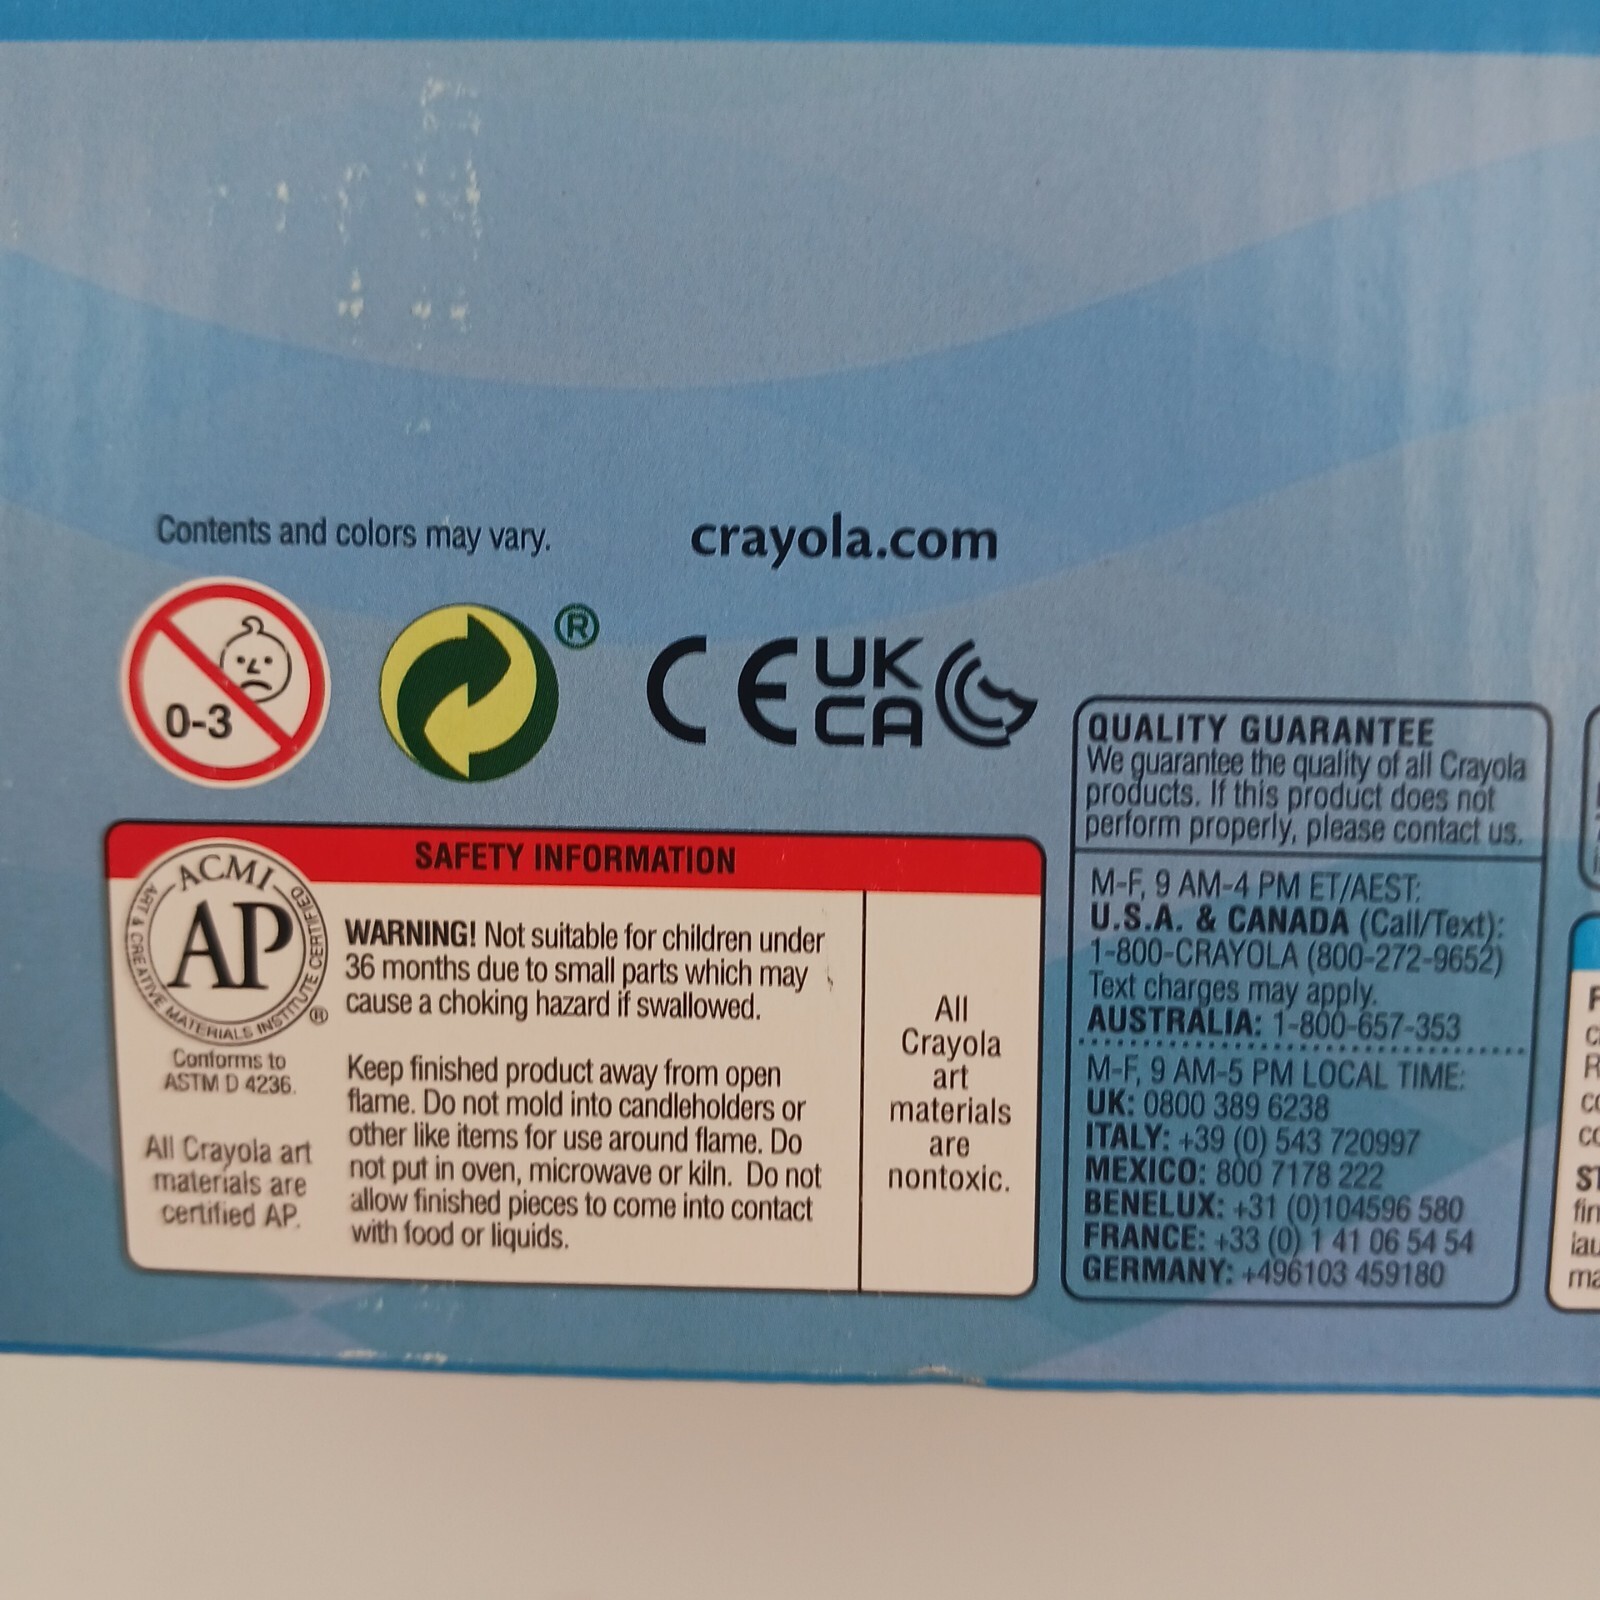 Contents and colors may vary.
crayola.com
0-3
®
CE
UK
CA
SAFETY INFORMATION
ACMI
AP
ART & CREATIVE MATERIALS INSTITUTE CERTIFIED
®
Conforms to
ASTM D 4236.
All Crayola art
materials are
certified AP.
WARNING! Not suitable for children under
36 months due to small parts which may
cause a choking hazard if swallowed.
Keep finished product away from open
flame. Do not mold into candleholders or
other like items for use around flame. Do
not put in oven, microwave or kiln. Do not
allow finished pieces to come into contact
with food or liquids.
All
Crayola
art
materials
are
nontoxic.
QUALITY GUARANTEE
We guarantee the quality of all Crayola
products. If this product does not
perform properly, please contact us.
M-F, 9 AM-4 PM ET/AEST:
U.S.A. & CANADA (Call/Text):
1-800-CRAYOLA (800-272-9652)
Text charges may apply.
AUSTRALIA: 1-800-657-353
M-F, 9 AM-5 PM LOCAL TIME:
UK: 0800 389 6238
ITALY: +39 (0) 543 720997
MEXICO: 800 7178 222
BENELUX: +31 (0)104596 580
FRANCE: +33 (0) 1 41 06 54 54
GERMANY: +496103 459180